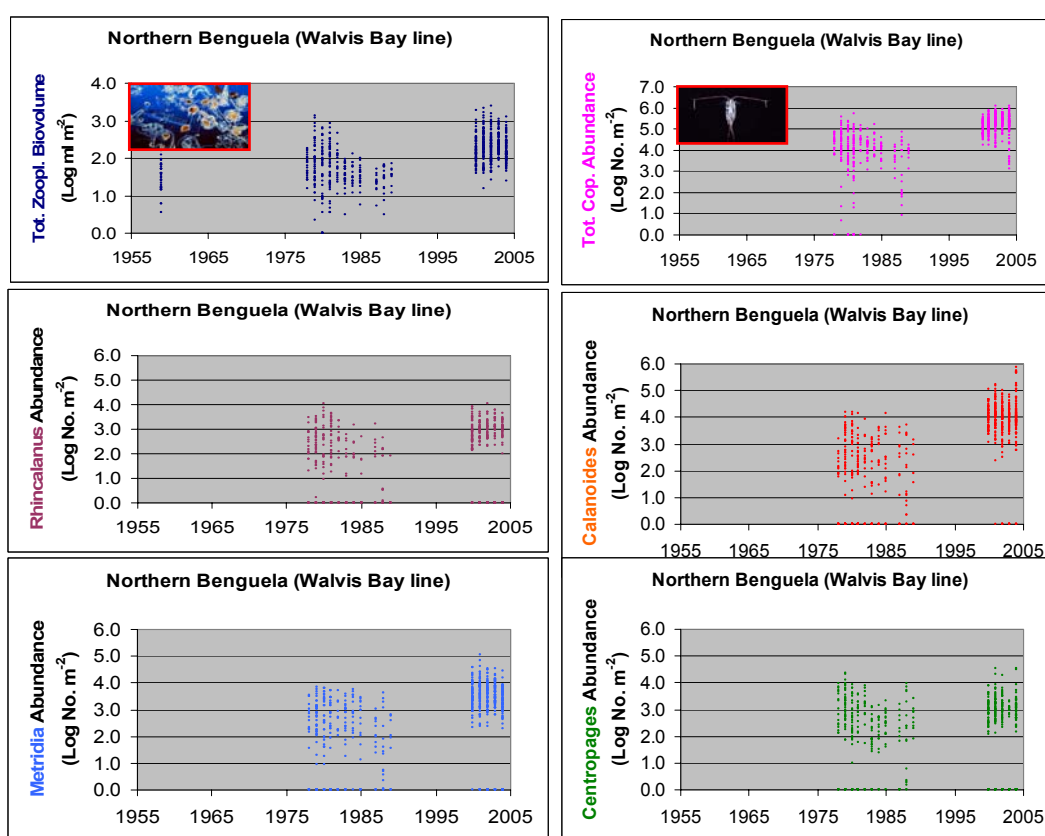 Northern Benguela (Walvis Bay line)
Tot. Zoopl. Biovolume
(Log ml m⁻²)
4.0
3.0
2.0
1.0
0.0
1955 1965 1975 1985 1995 2005
Northern Benguela (Walvis Bay line)
Tot. Cop. Abundance
(Log No. m⁻²)
7.0
6.0
5.0
4.0
3.0
2.0
1.0
0.0
1955 1965 1975 1985 1995 2005
Northern Benguela (Walvis Bay line)
Rhincalanus Abundance
(Log No. m⁻²)
6.0
5.0
4.0
3.0
2.0
1.0
0.0
1955 1965 1975 1985 1995 2005
Northern Benguela (Walvis Bay line)
Calanoides Abundance
(Log No. m⁻²)
6.0
5.0
4.0
3.0
2.0
1.0
0.0
1955 1965 1975 1985 1995 2005
Northern Benguela (Walvis Bay line)
Metridia Abundance
(Log No. m⁻²)
6.0
5.0
4.0
3.0
2.0
1.0
0.0
1955 1965 1975 1985 1995 2005
Northern Benguela (Walvis Bay line)
Centropages Abundance
(Log No. m⁻²)
6.0
5.0
4.0
3.0
2.0
1.0
0.0
1955 1965 1975 1985 1995 2005